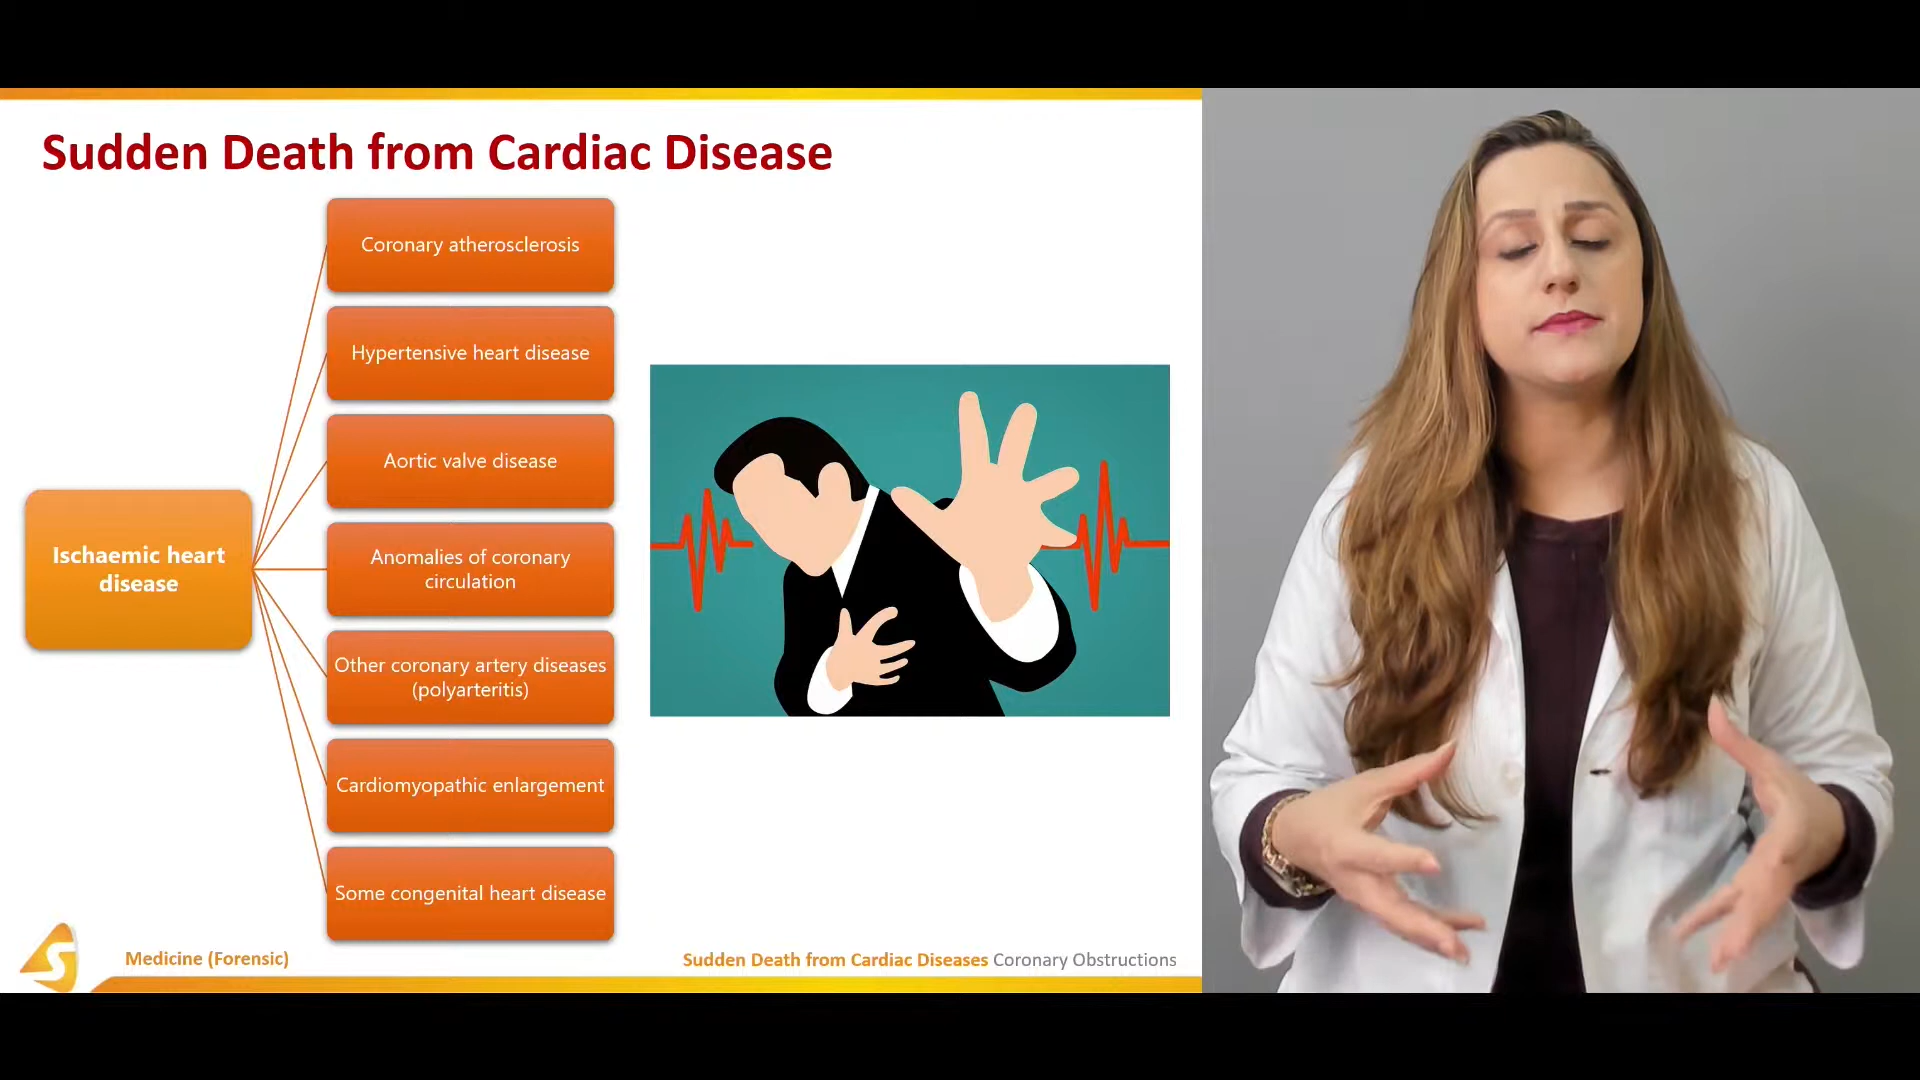 Sudden Death from Cardiac Disease
Ischaemic heart
disease
Coronary atherosclerosis
Hypertensive heart disease
Aortic valve disease
Anomalies of coronary
circulation
Other coronary artery diseases
(polyarteritis)
Cardiomyopathic enlargement
Some congenital heart disease
S
Medicine (Forensic)
Sudden Death from Cardiac Diseases Coronary Obstructions